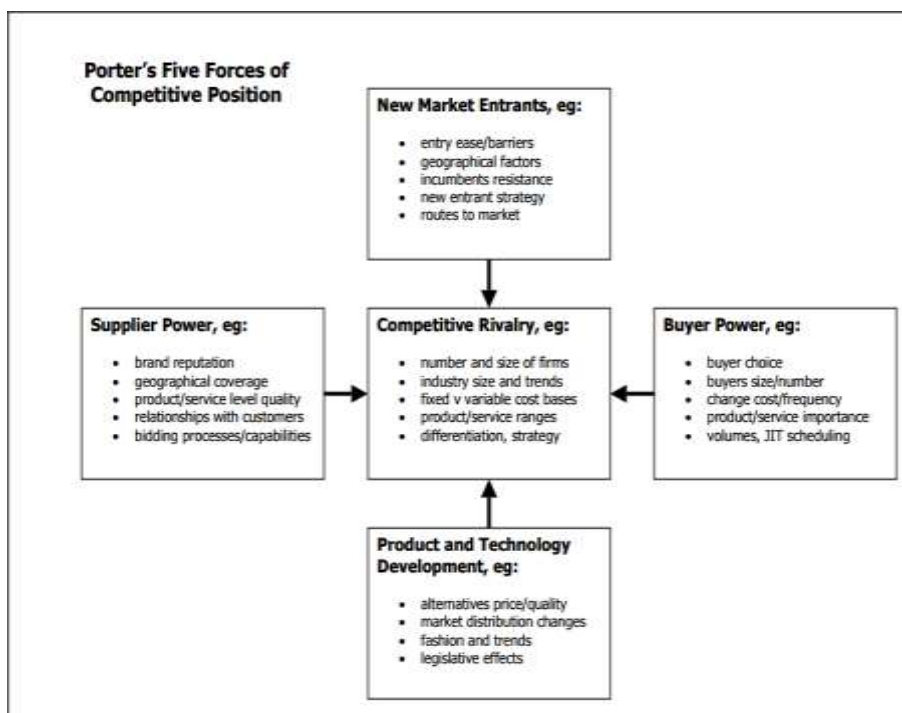 Porter's Five Forces of
Competitive Position
New Market Entrants, eg:
• entry ease/barriers
• geographical factors
• incumbents resistance
• new entrant strategy
• routes to market
Supplier Power, eg:
• brand reputation
• geographical coverage
• product/service level quality
• relationships with customers
• bidding processes/capabilities
Competitive Rivalry, eg:
• number and size of firms
• industry size and trends
• fixed v variable cost bases
• product/service ranges
• differentiation, strategy
Buyer Power, eg:
• buyer choice
• buyers size/number
• change cost/frequency
• product/service importance
• volumes, JIT scheduling
Product and Technology
Development, eg:
• alternatives price/quality
• market distribution changes
• fashion and trends
• legislative effects